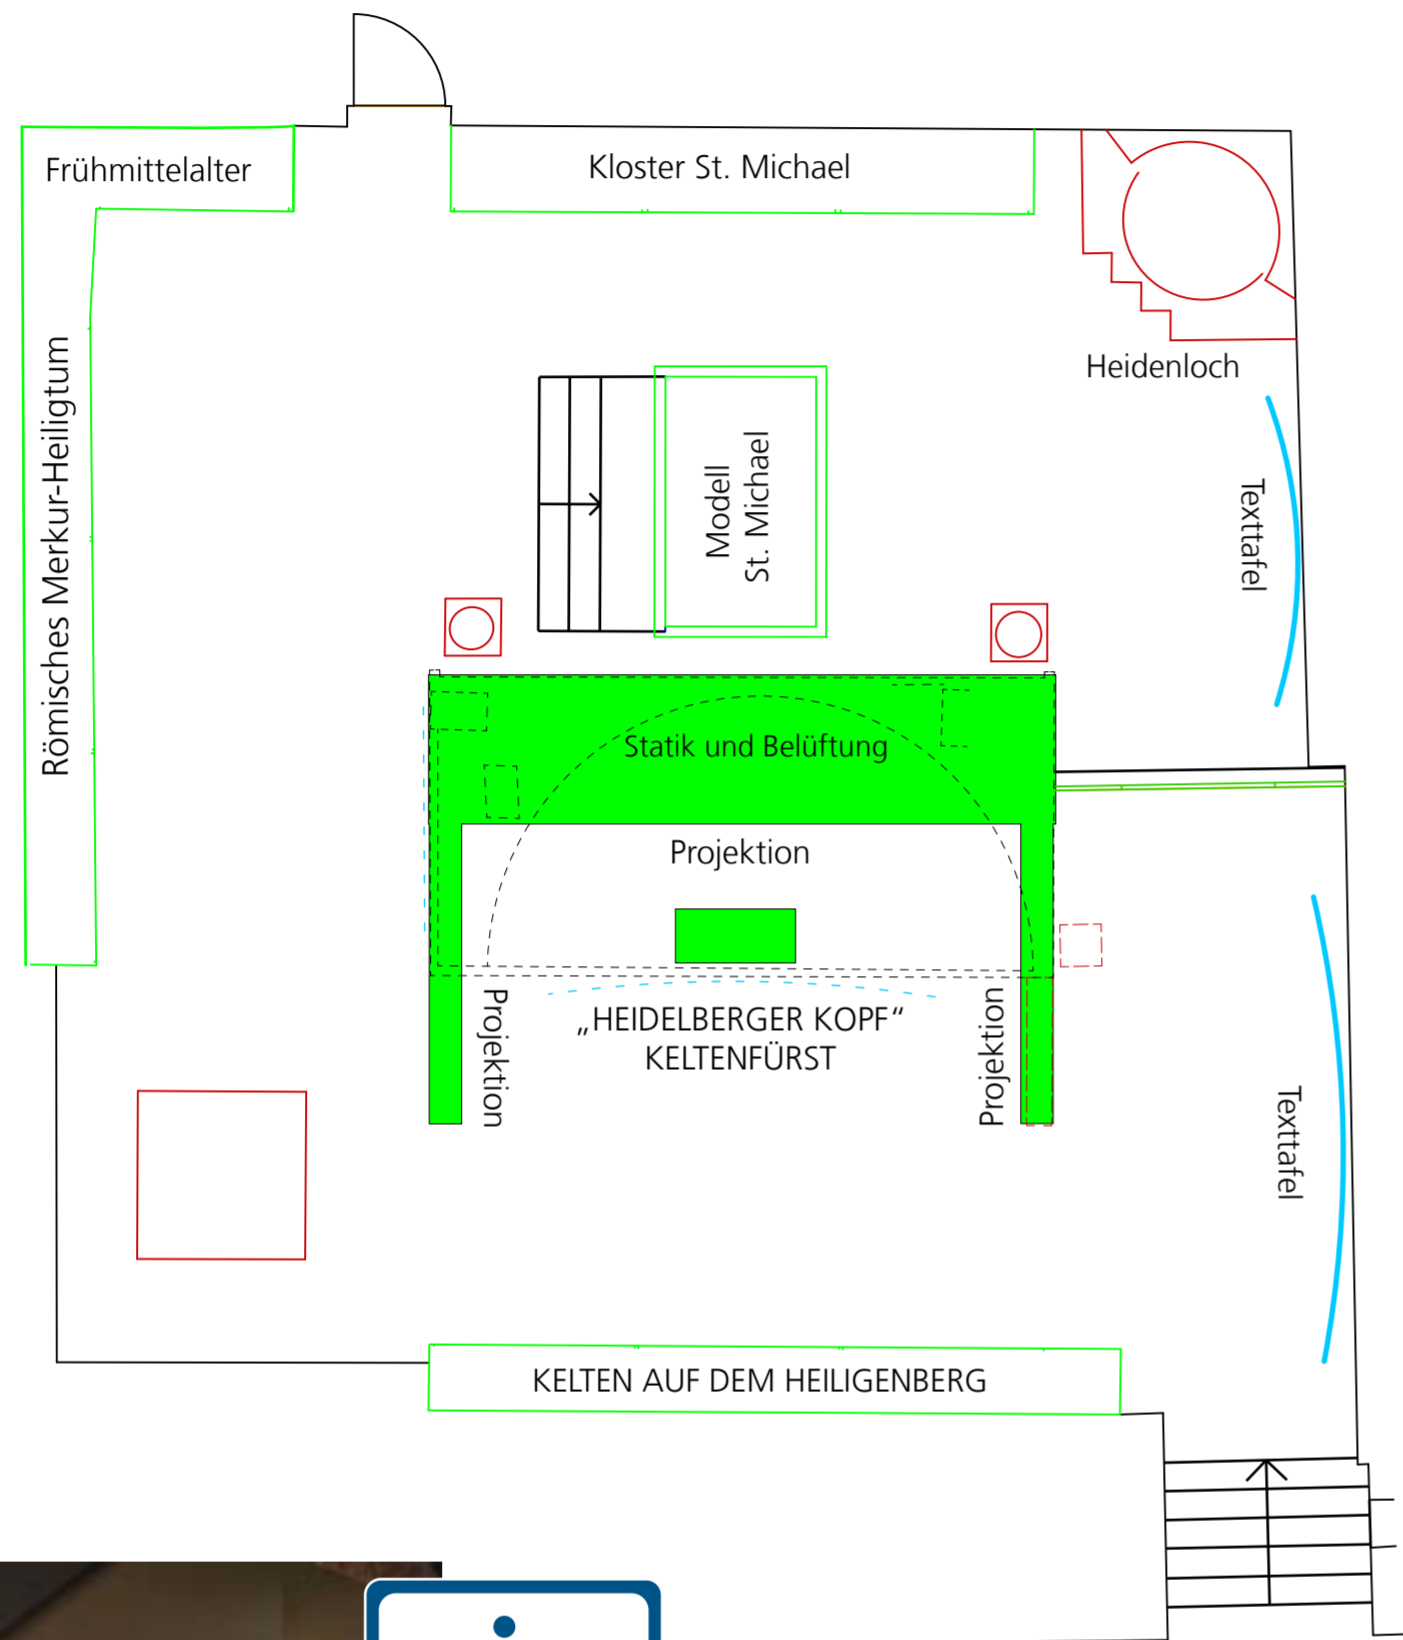 Frühmittelalter
Kloster St. Michael
Heidenloch
Römisches Merkur-Heiligtum
Modell
St. Michael
Texttafel
Statik und Belüftung
Projektion
Projektion
„HEIDELBERGER KOPF“
KELTENFÜRST
Projektion
Texttafel
KELTEN AUF DEM HEILIGENBERG